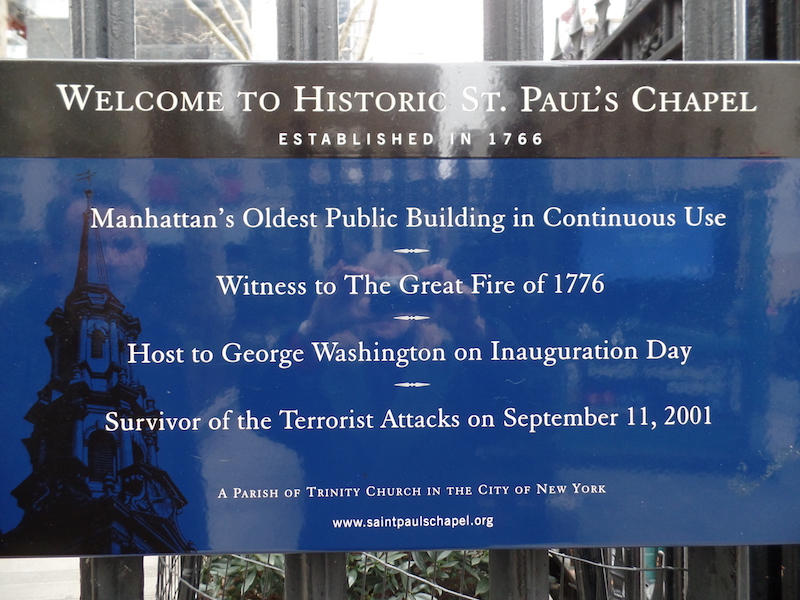 Welcome to Historic St. Paul's Chapel
ESTABLISHED IN 1766
Manhattan's Oldest Public Building in Continuous Use
Witness to The Great Fire of 1776
Host to George Washington on Inauguration Day
Survivor of the Terrorist Attacks on September 11, 2001
A Parish of Trinity Church in the City of New York
www.saintpaulschapel.org